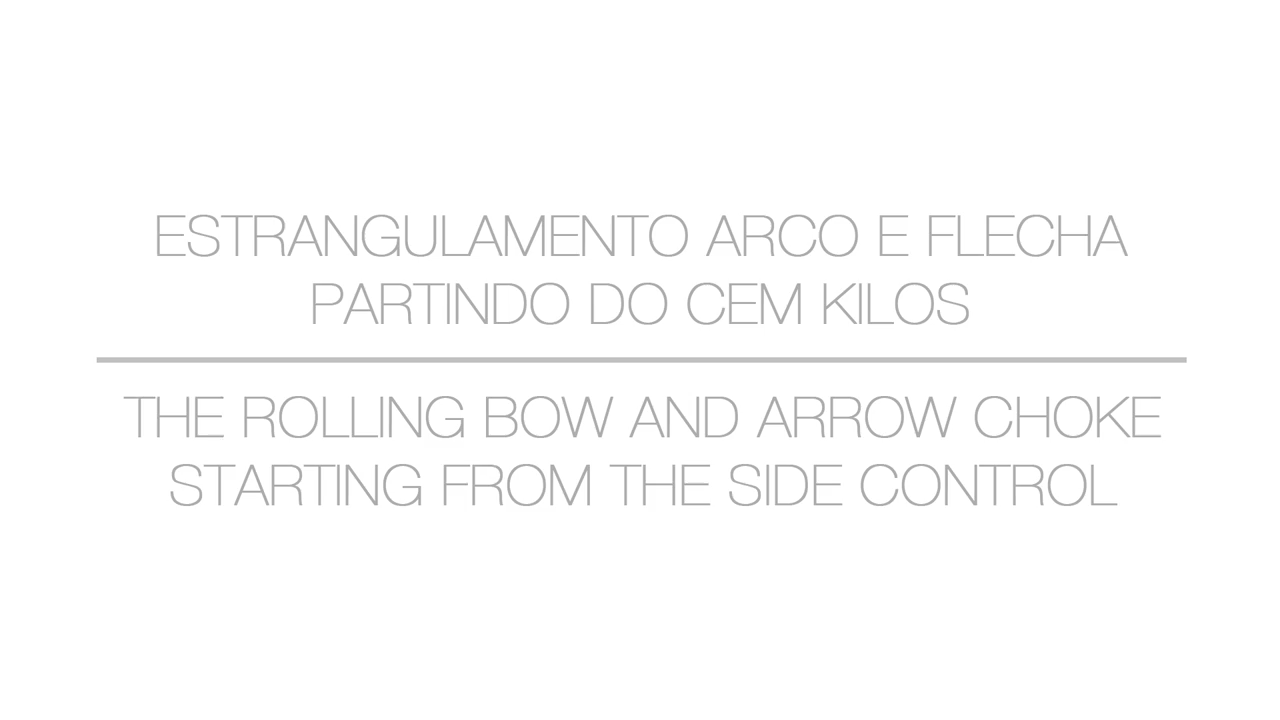 ESTRANGULAMENTO ARCO E FLECHA
PARTINDO DO CEM KILOS
THE ROLLING BOW AND ARROW CHOKE
STARTING FROM THE SIDE CONTROL